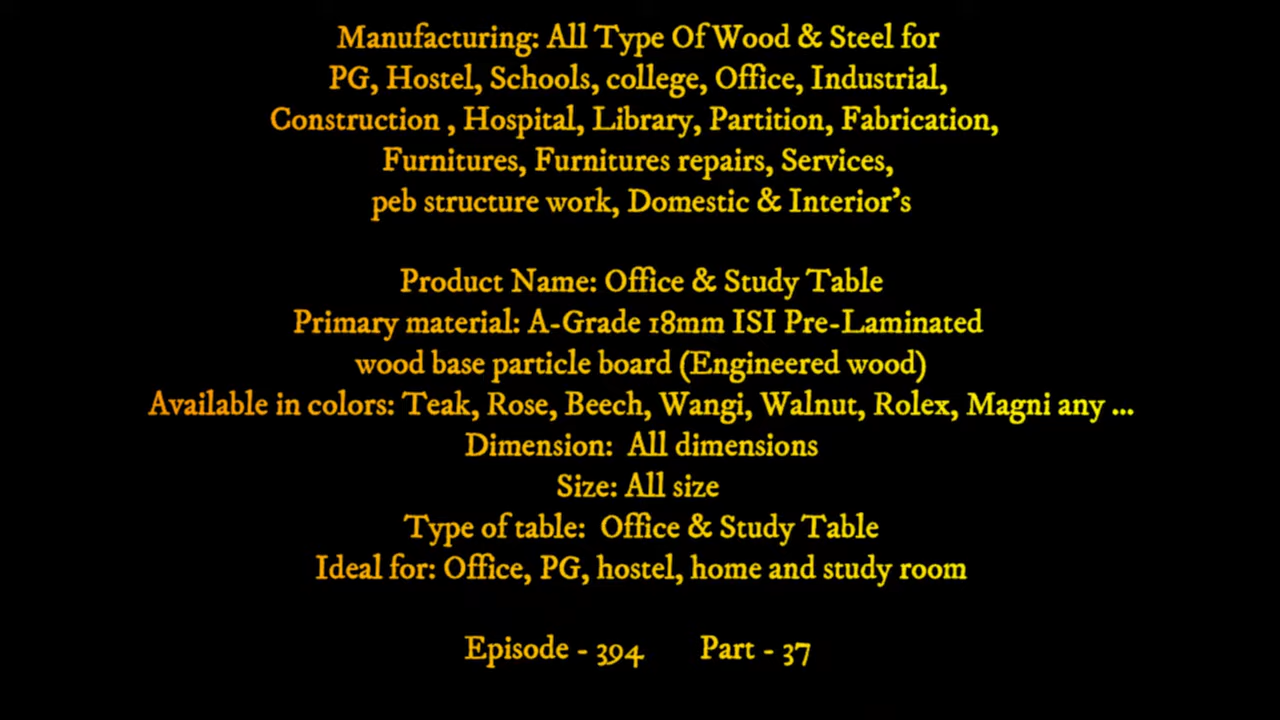 Manufacturing: All Type Of Wood & Steel for
PG, Hostel, Schools, college, Office, Industrial,
Construction , Hospital, Library, Partition, Fabrication,
Furnitures, Furnitures repairs, Services,
peb structure work, Domestic & Interior's
Product Name: Office & Study Table
Primary material: A-Grade 18mm ISI Pre-Laminated
wood base particle board (Engineered wood)
Available in colors: Teak, Rose, Beech, Wangi, Walnut, Rolex, Magni any ...
Dimension:  All dimensions
Size: All size
Type of table:  Office & Study Table
Ideal for: Office, PG, hostel, home and study room
Episode - 394 Part - 37